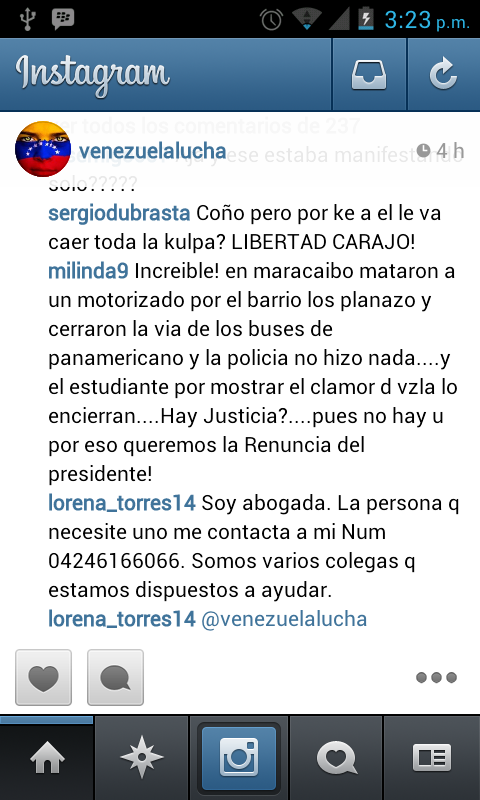 3:23 p.m.
Instagram
er todos los comentarios de 237
venezuelalucha
4 h
y ese estaba manifestando
solo?????
sergiodubrasta Coño pero por ke a el le va
caer toda la kulpa? LIBERTAD CARAJO!
milinda9 Increible! en maracaibo mataron a
un motorizado por el barrio los planazo y
cerraron la via de los buses de
panamericano y la policia no hizo nada....y
el estudiante por mostrar el clamor d vzla lo
encierran....Hay Justicia?....pues no hay u
por eso queremos la Renuncia del
presidente!
lorena_torres14 Soy abogada. La persona q
necesite uno me contacta a mi Num
04246166066. Somos varios colegas q
estamos dispuestos a ayudar.
lorena_torres14 @venezuelalucha